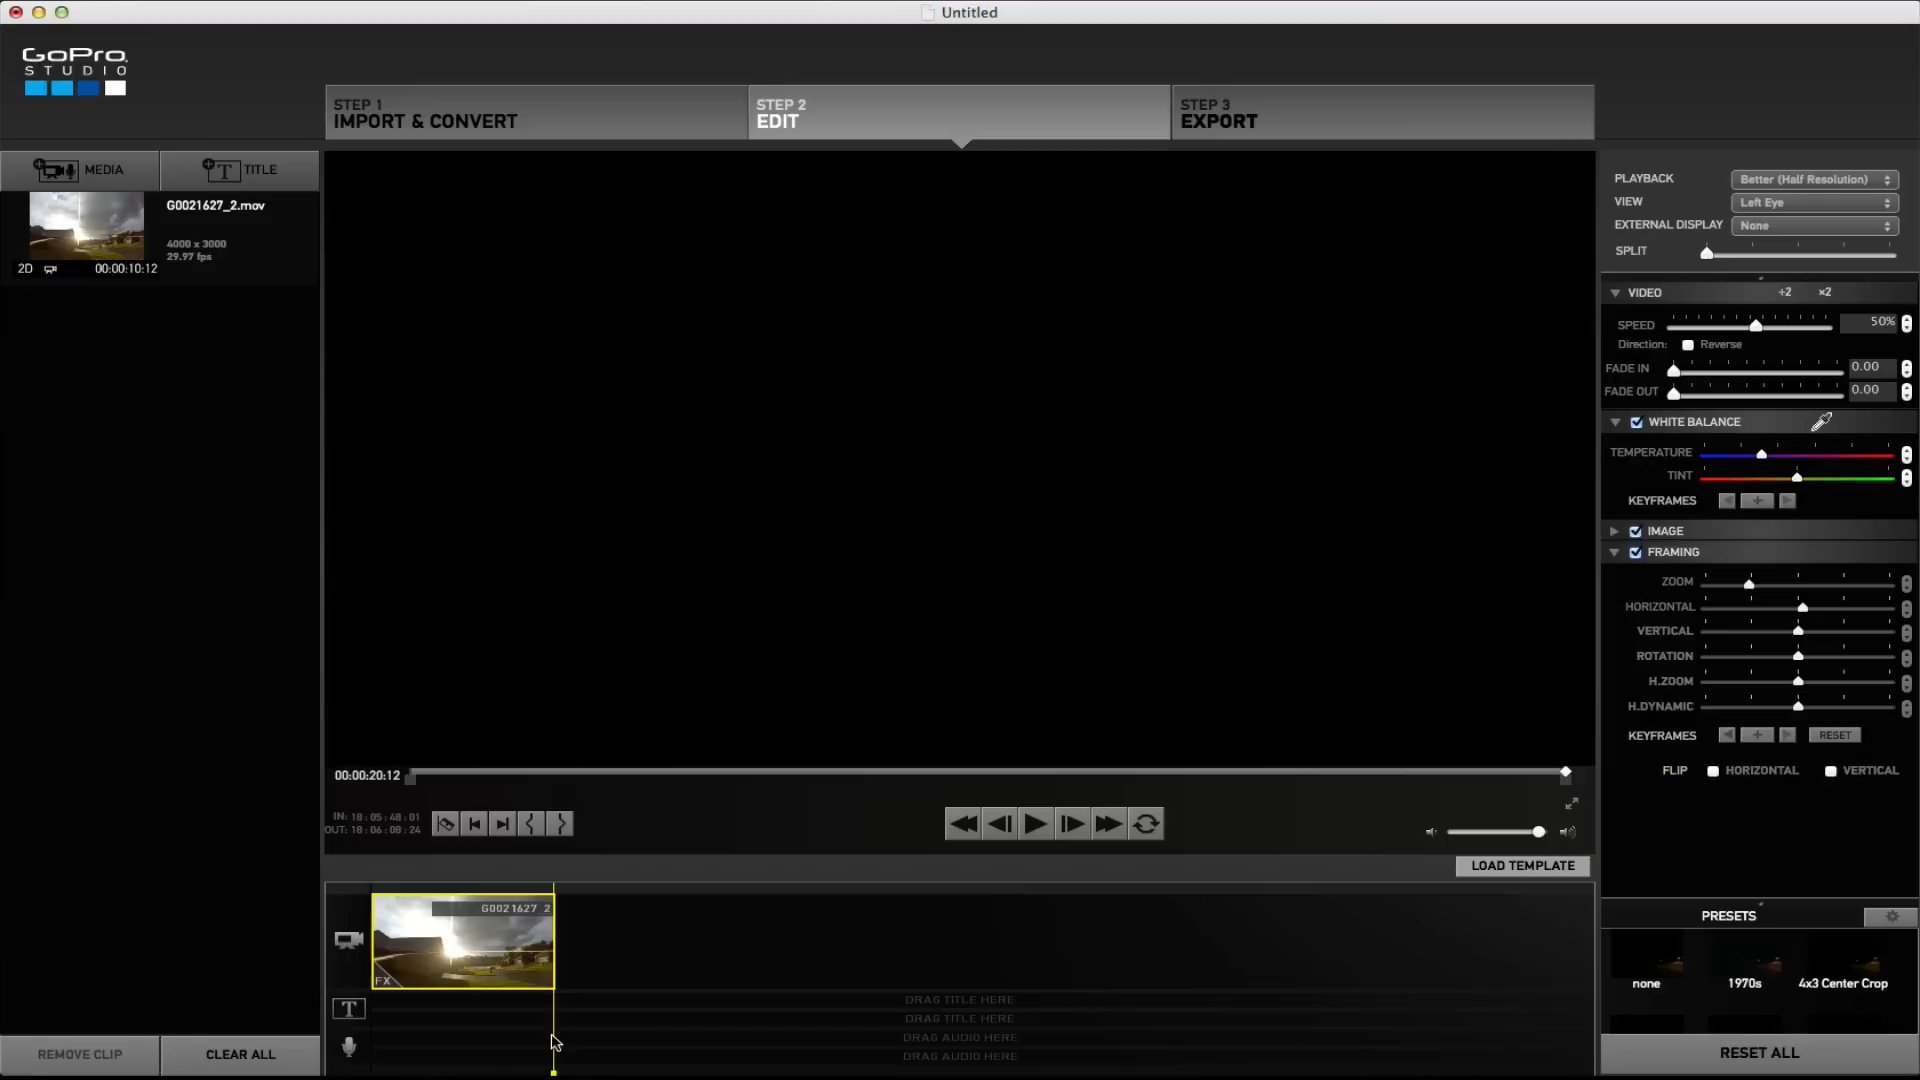 Untitled
GoPro
STUDIO
STEP 1
IMPORT & CONVERT
STEP 2
EDIT
STEP 3
EXPORT
MEDIA
T TITLE
G0021627_2.mov
4000 x 3000
29.97 fps
2D 00:00:10:12
PLAYBACK Better (Half Resolution)
VIEW Left Eye
EXTERNAL DISPLAY None
SPLIT
VIDEO ÷2 ×2
SPEED 50%
Direction: Reverse
FADE IN 0.00
FADE OUT 0.00
WHITE BALANCE
TEMPERATURE
TINT
KEYFRAMES
IMAGE
FRAMING
ZOOM
HORIZONTAL
VERTICAL
ROTATION
H.ZOOM
H.DYNAMIC
KEYFRAMES RESET
FLIP HORIZONTAL VERTICAL
00:00:20:12
IN: 18:05:48:01
OUT: 18:06:08:24
LOAD TEMPLATE
G0021627_2
FX
T
DRAG TITLE HERE
DRAG TITLE HERE
DRAG AUDIO HERE
DRAG AUDIO HERE
PRESETS
none
1970s
4x3 Center Crop
REMOVE CLIP
CLEAR ALL
RESET ALL